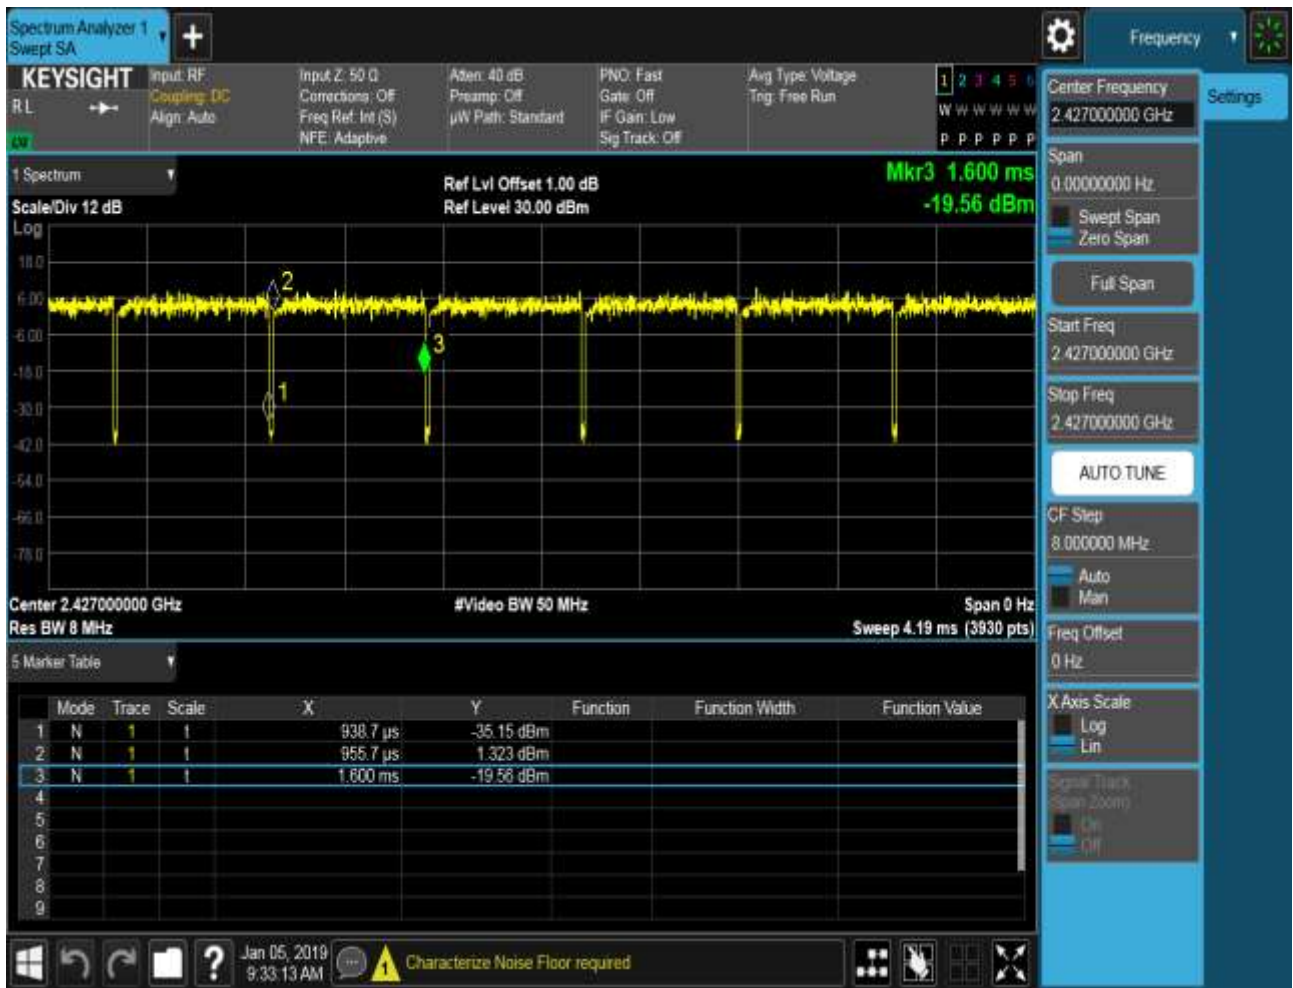 Spectrum Analyzer 1
Swept SA
Frequency
KEYSIGHT
R L
Input: RF
Coupling: DC
Align: Auto
Input Z: 50 Ω
Corrections: Off
Freq Ref: Int (S)
NFE: Adaptive
Atten: 40 dB
Preamp: Off
µW Path: Standard
PNO: Fast
Gate: Off
IF Gain: Low
Sig Track: Off
Avg Type: Voltage
Trig: Free Run
1 2 3 4 5 6
W W W W W W
P P P P P P
1 Spectrum
Scale/Div 12 dB
Log
Ref Lvl Offset 1.00 dB
Ref Level 30.00 dBm
Mkr3 1.600 ms
-19.56 dBm
18.0
6.00
-6.00
-18.0
-30.0
-42.0
-54.0
-66.0
-78.0
2
3
1
Center 2.427000000 GHz
#Video BW 50 MHz
Span 0 Hz
Res BW 8 MHz
Sweep 4.19 ms (3930 pts)
5 Marker Table
Mode Trace Scale X Y Function Function Width Function Value
1 N 1 t 938.7 µs -35.15 dBm
2 N 1 t 955.7 µs 1.323 dBm
3 N 1 t 1.600 ms -19.56 dBm
4
5
6
7
8
9
Jan 05, 2019
9:33:13 AM
1
Characterize Noise Floor required
Center Frequency
2.427000000 GHz
Settings
Span
0.00000000 Hz
Swept Span
Zero Span
Full Span
Start Freq
2.427000000 GHz
Stop Freq
2.427000000 GHz
AUTO TUNE
CF Step
8.000000 MHz
Auto
Man
Freq Offset
0 Hz
X Axis Scale
Log
Lin
Signal Track
(Span Zoom)
On
Off